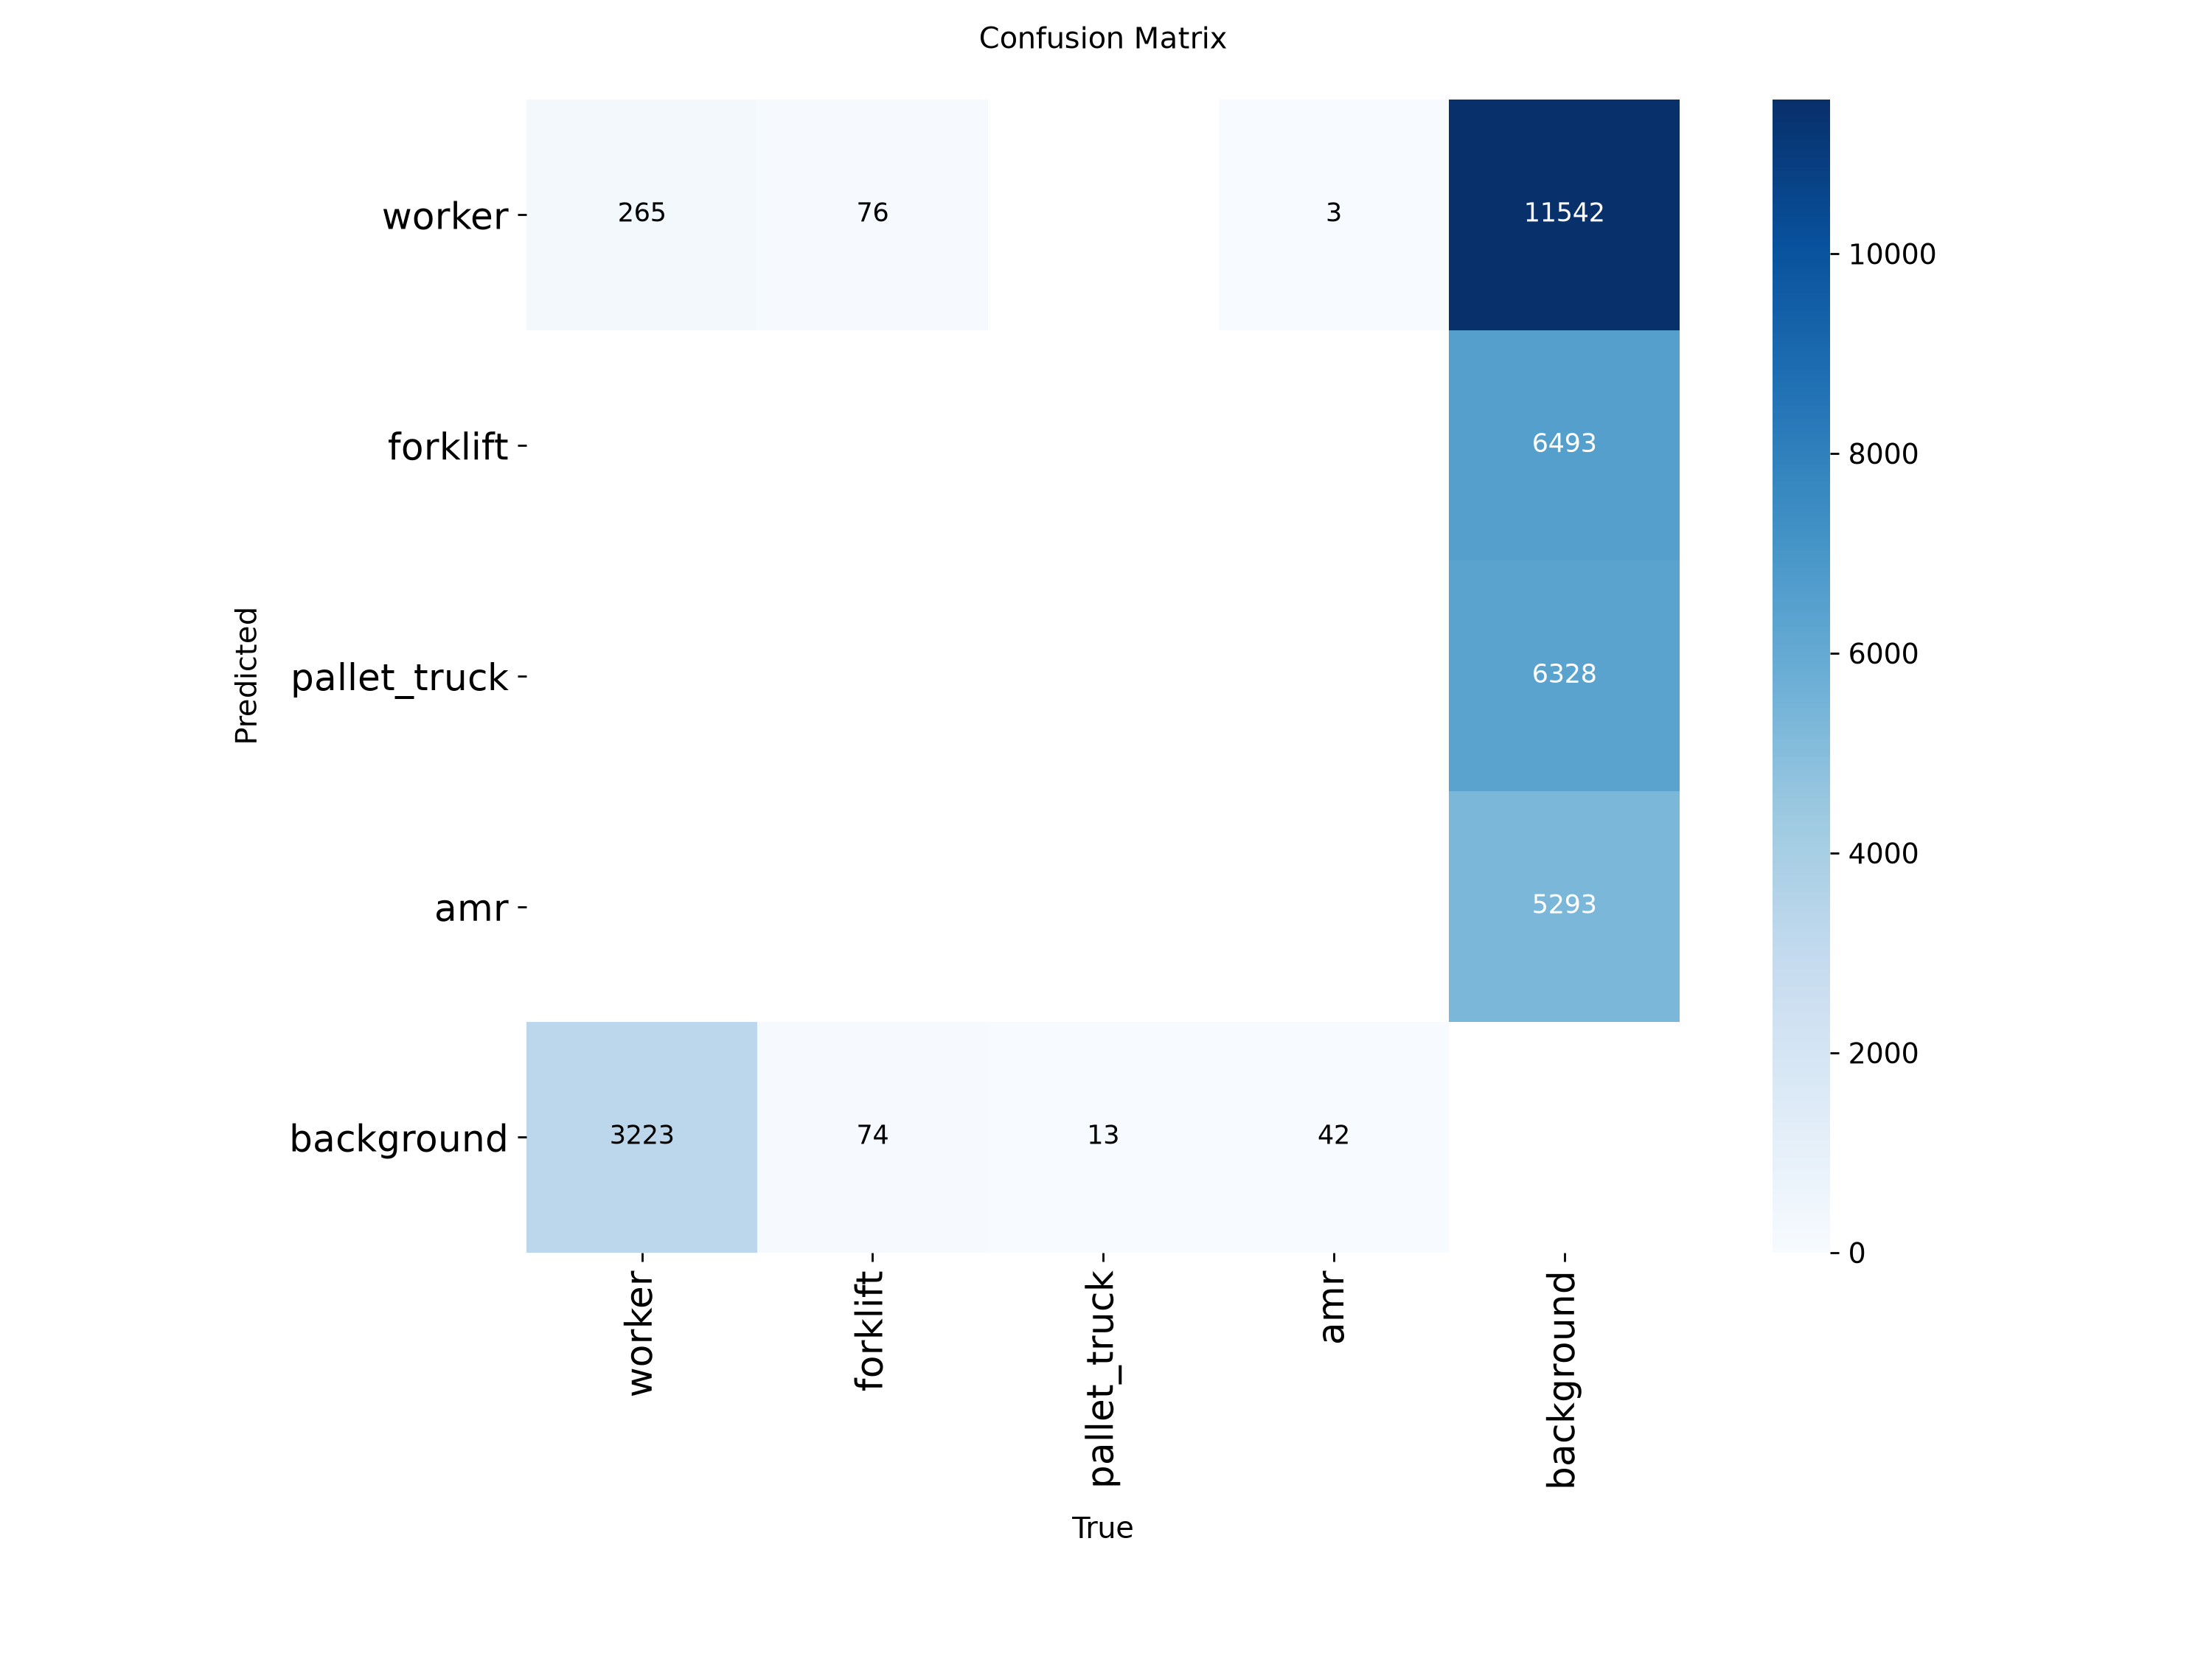 Confusion Matrix
worker
265
76
3
11542
forklift
6493
pallet_truck
6328
amr
5293
background
3223
74
13
42
Predicted
worker
forklift
pallet_truck
amr
background
True
10000
8000
6000
4000
2000
0